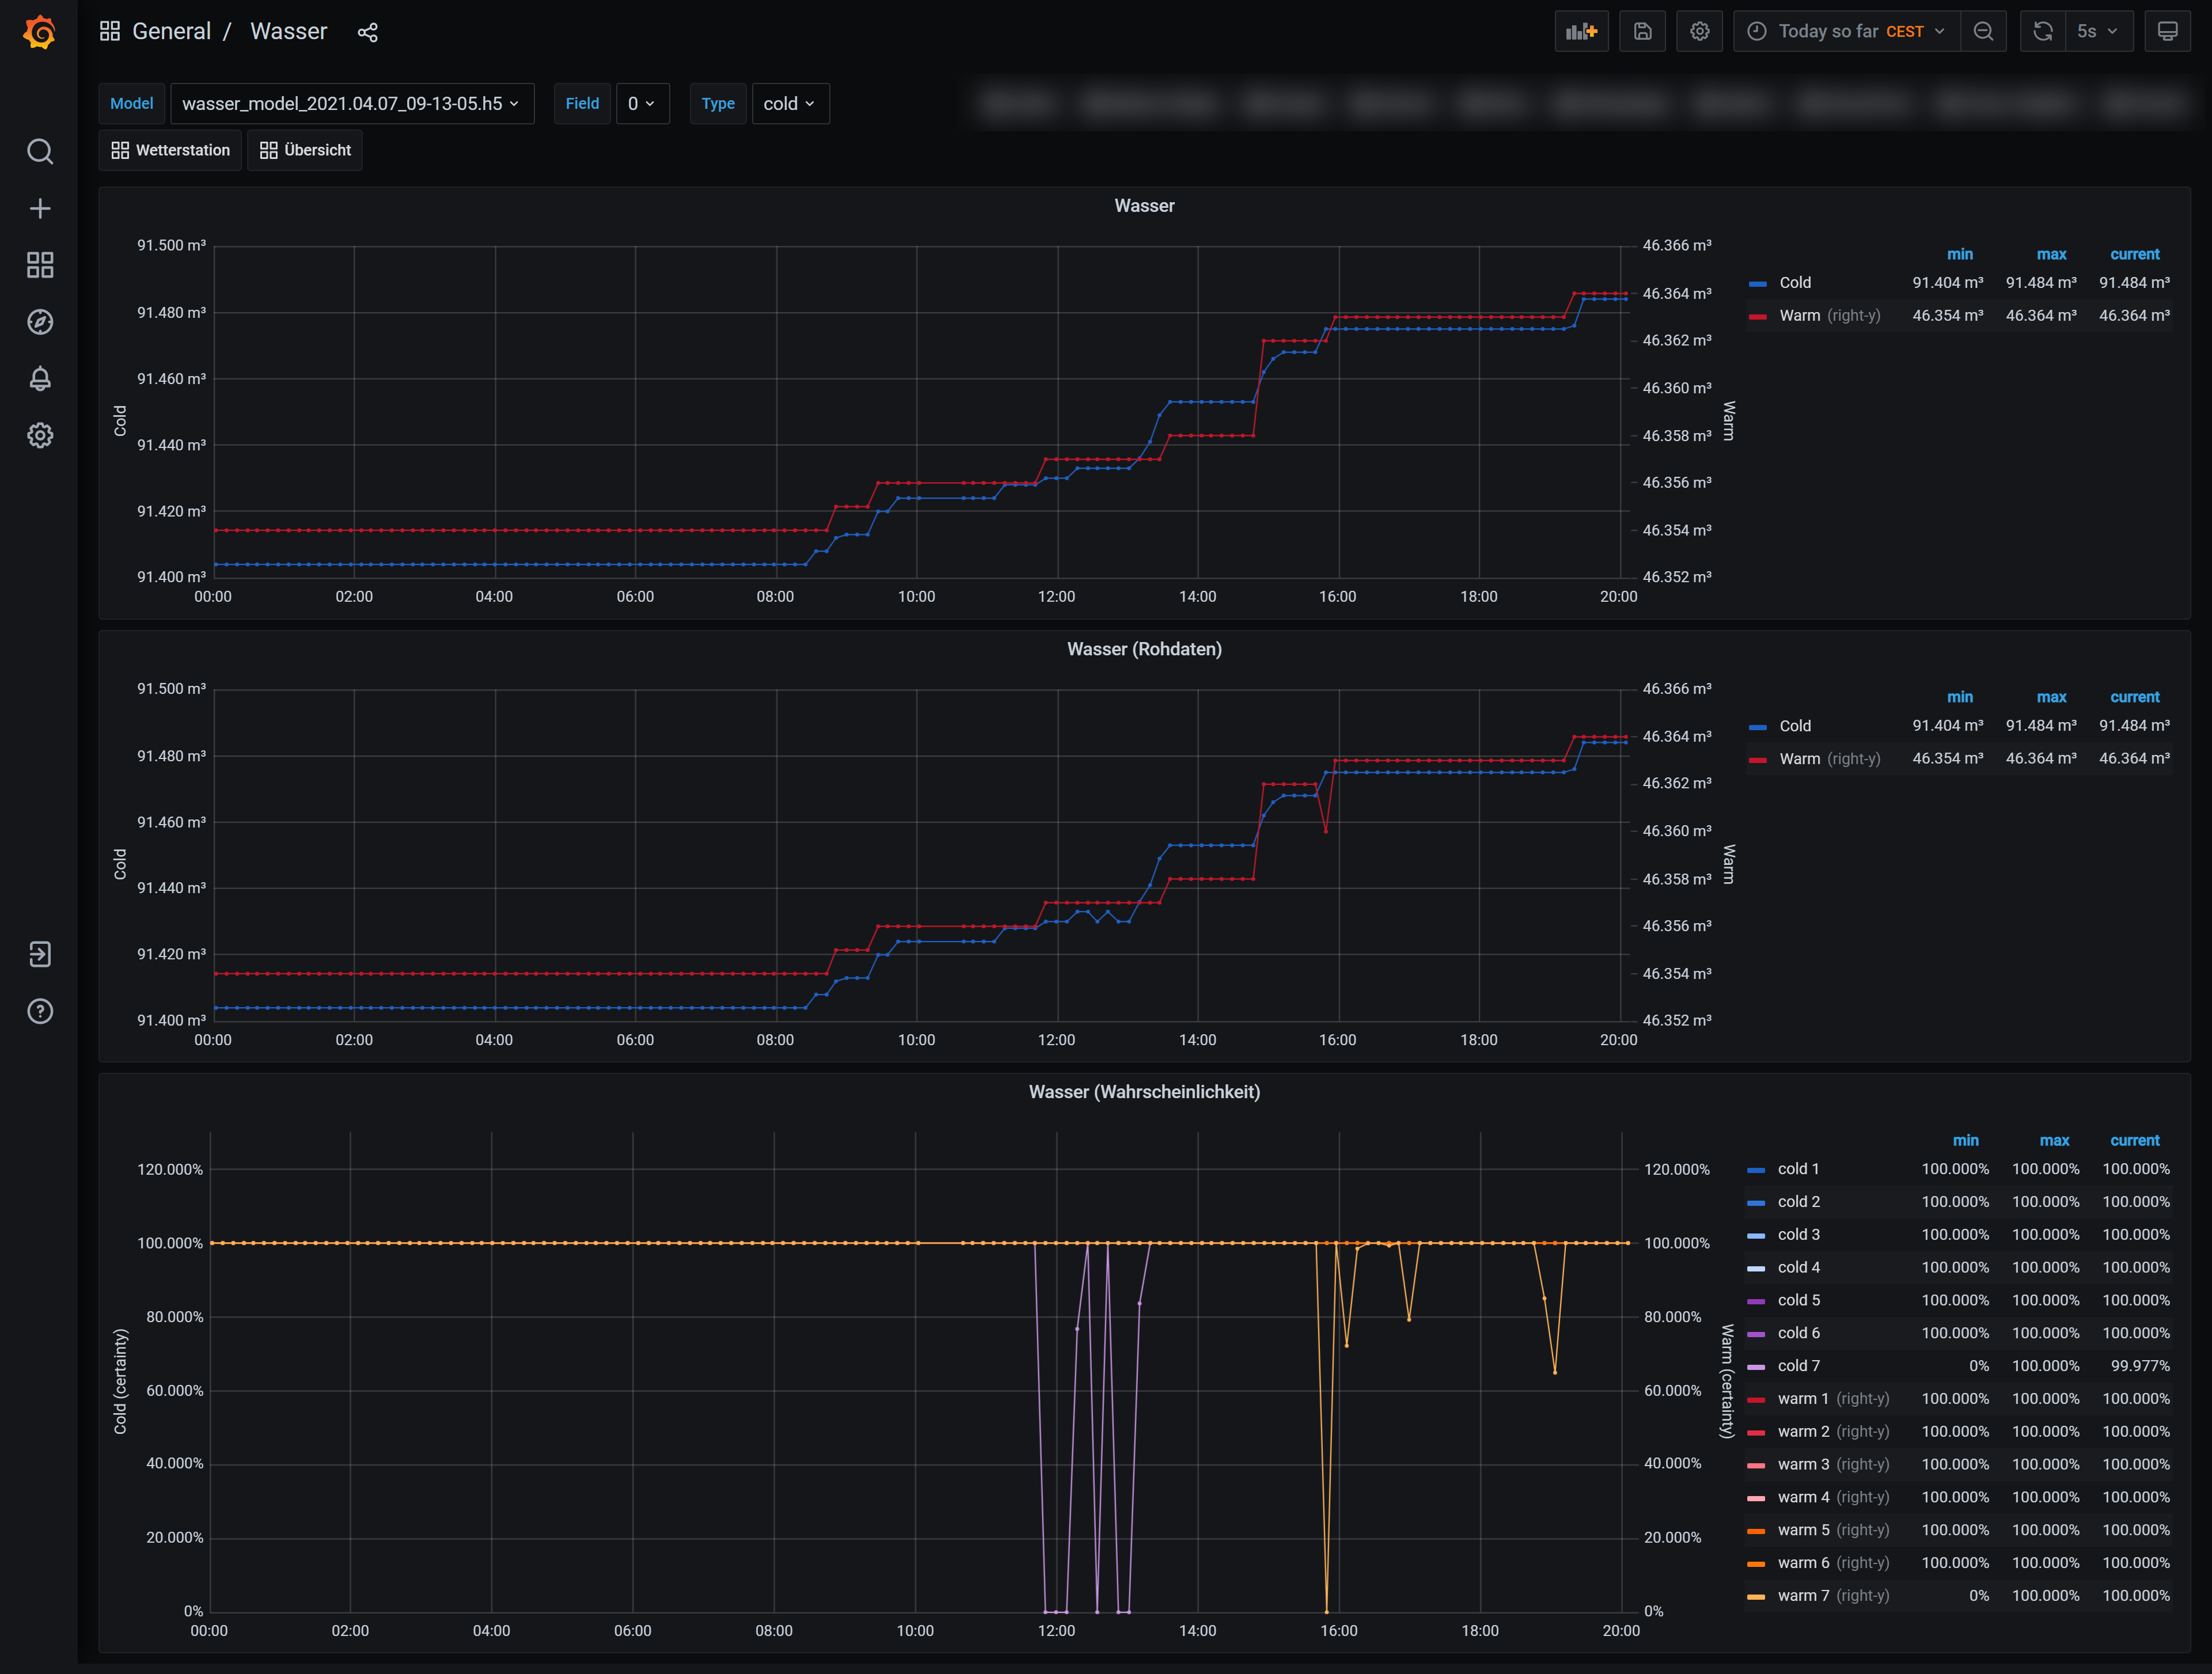 General / Wasser
Today so far CEST 5s
Model wasser_model_2021.04.07_09-13-05.h5 Field 0 Type cold
Wetterstation Übersicht
Wasser
91.500 m³
91.480 m³
91.460 m³
91.440 m³
91.420 m³
91.400 m³
Cold
00:00 02:00 04:00 06:00 08:00 10:00 12:00 14:00 16:00 18:00 20:00
46.366 m³
46.364 m³
46.362 m³
46.360 m³
46.358 m³
46.356 m³
46.354 m³
46.352 m³
Warm
min max current
Cold 91.404 m³ 91.484 m³ 91.484 m³
Warm (right-y) 46.354 m³ 46.364 m³ 46.364 m³
Wasser (Rohdaten)
91.500 m³
91.480 m³
91.460 m³
91.440 m³
91.420 m³
91.400 m³
Cold
00:00 02:00 04:00 06:00 08:00 10:00 12:00 14:00 16:00 18:00 20:00
46.366 m³
46.364 m³
46.362 m³
46.360 m³
46.358 m³
46.356 m³
46.354 m³
46.352 m³
Warm
min max current
Cold 91.404 m³ 91.484 m³ 91.484 m³
Warm (right-y) 46.354 m³ 46.364 m³ 46.364 m³
Wasser (Wahrscheinlichkeit)
120.000%
100.000%
80.000%
60.000%
40.000%
20.000%
0%
Cold (certainty)
00:00 02:00 04:00 06:00 08:00 10:00 12:00 14:00 16:00 18:00 20:00
120.000%
100.000%
80.000%
60.000%
40.000%
20.000%
0%
Warm (certainty)
min max current
cold 1 100.000% 100.000% 100.000%
cold 2 100.000% 100.000% 100.000%
cold 3 100.000% 100.000% 100.000%
cold 4 100.000% 100.000% 100.000%
cold 5 100.000% 100.000% 100.000%
cold 6 100.000% 100.000% 100.000%
cold 7 0% 100.000% 99.977%
warm 1 (right-y) 100.000% 100.000% 100.000%
warm 2 (right-y) 100.000% 100.000% 100.000%
warm 3 (right-y) 100.000% 100.000% 100.000%
warm 4 (right-y) 100.000% 100.000% 100.000%
warm 5 (right-y) 100.000% 100.000% 100.000%
warm 6 (right-y) 100.000% 100.000% 100.000%
warm 7 (right-y) 0% 100.000% 100.000%